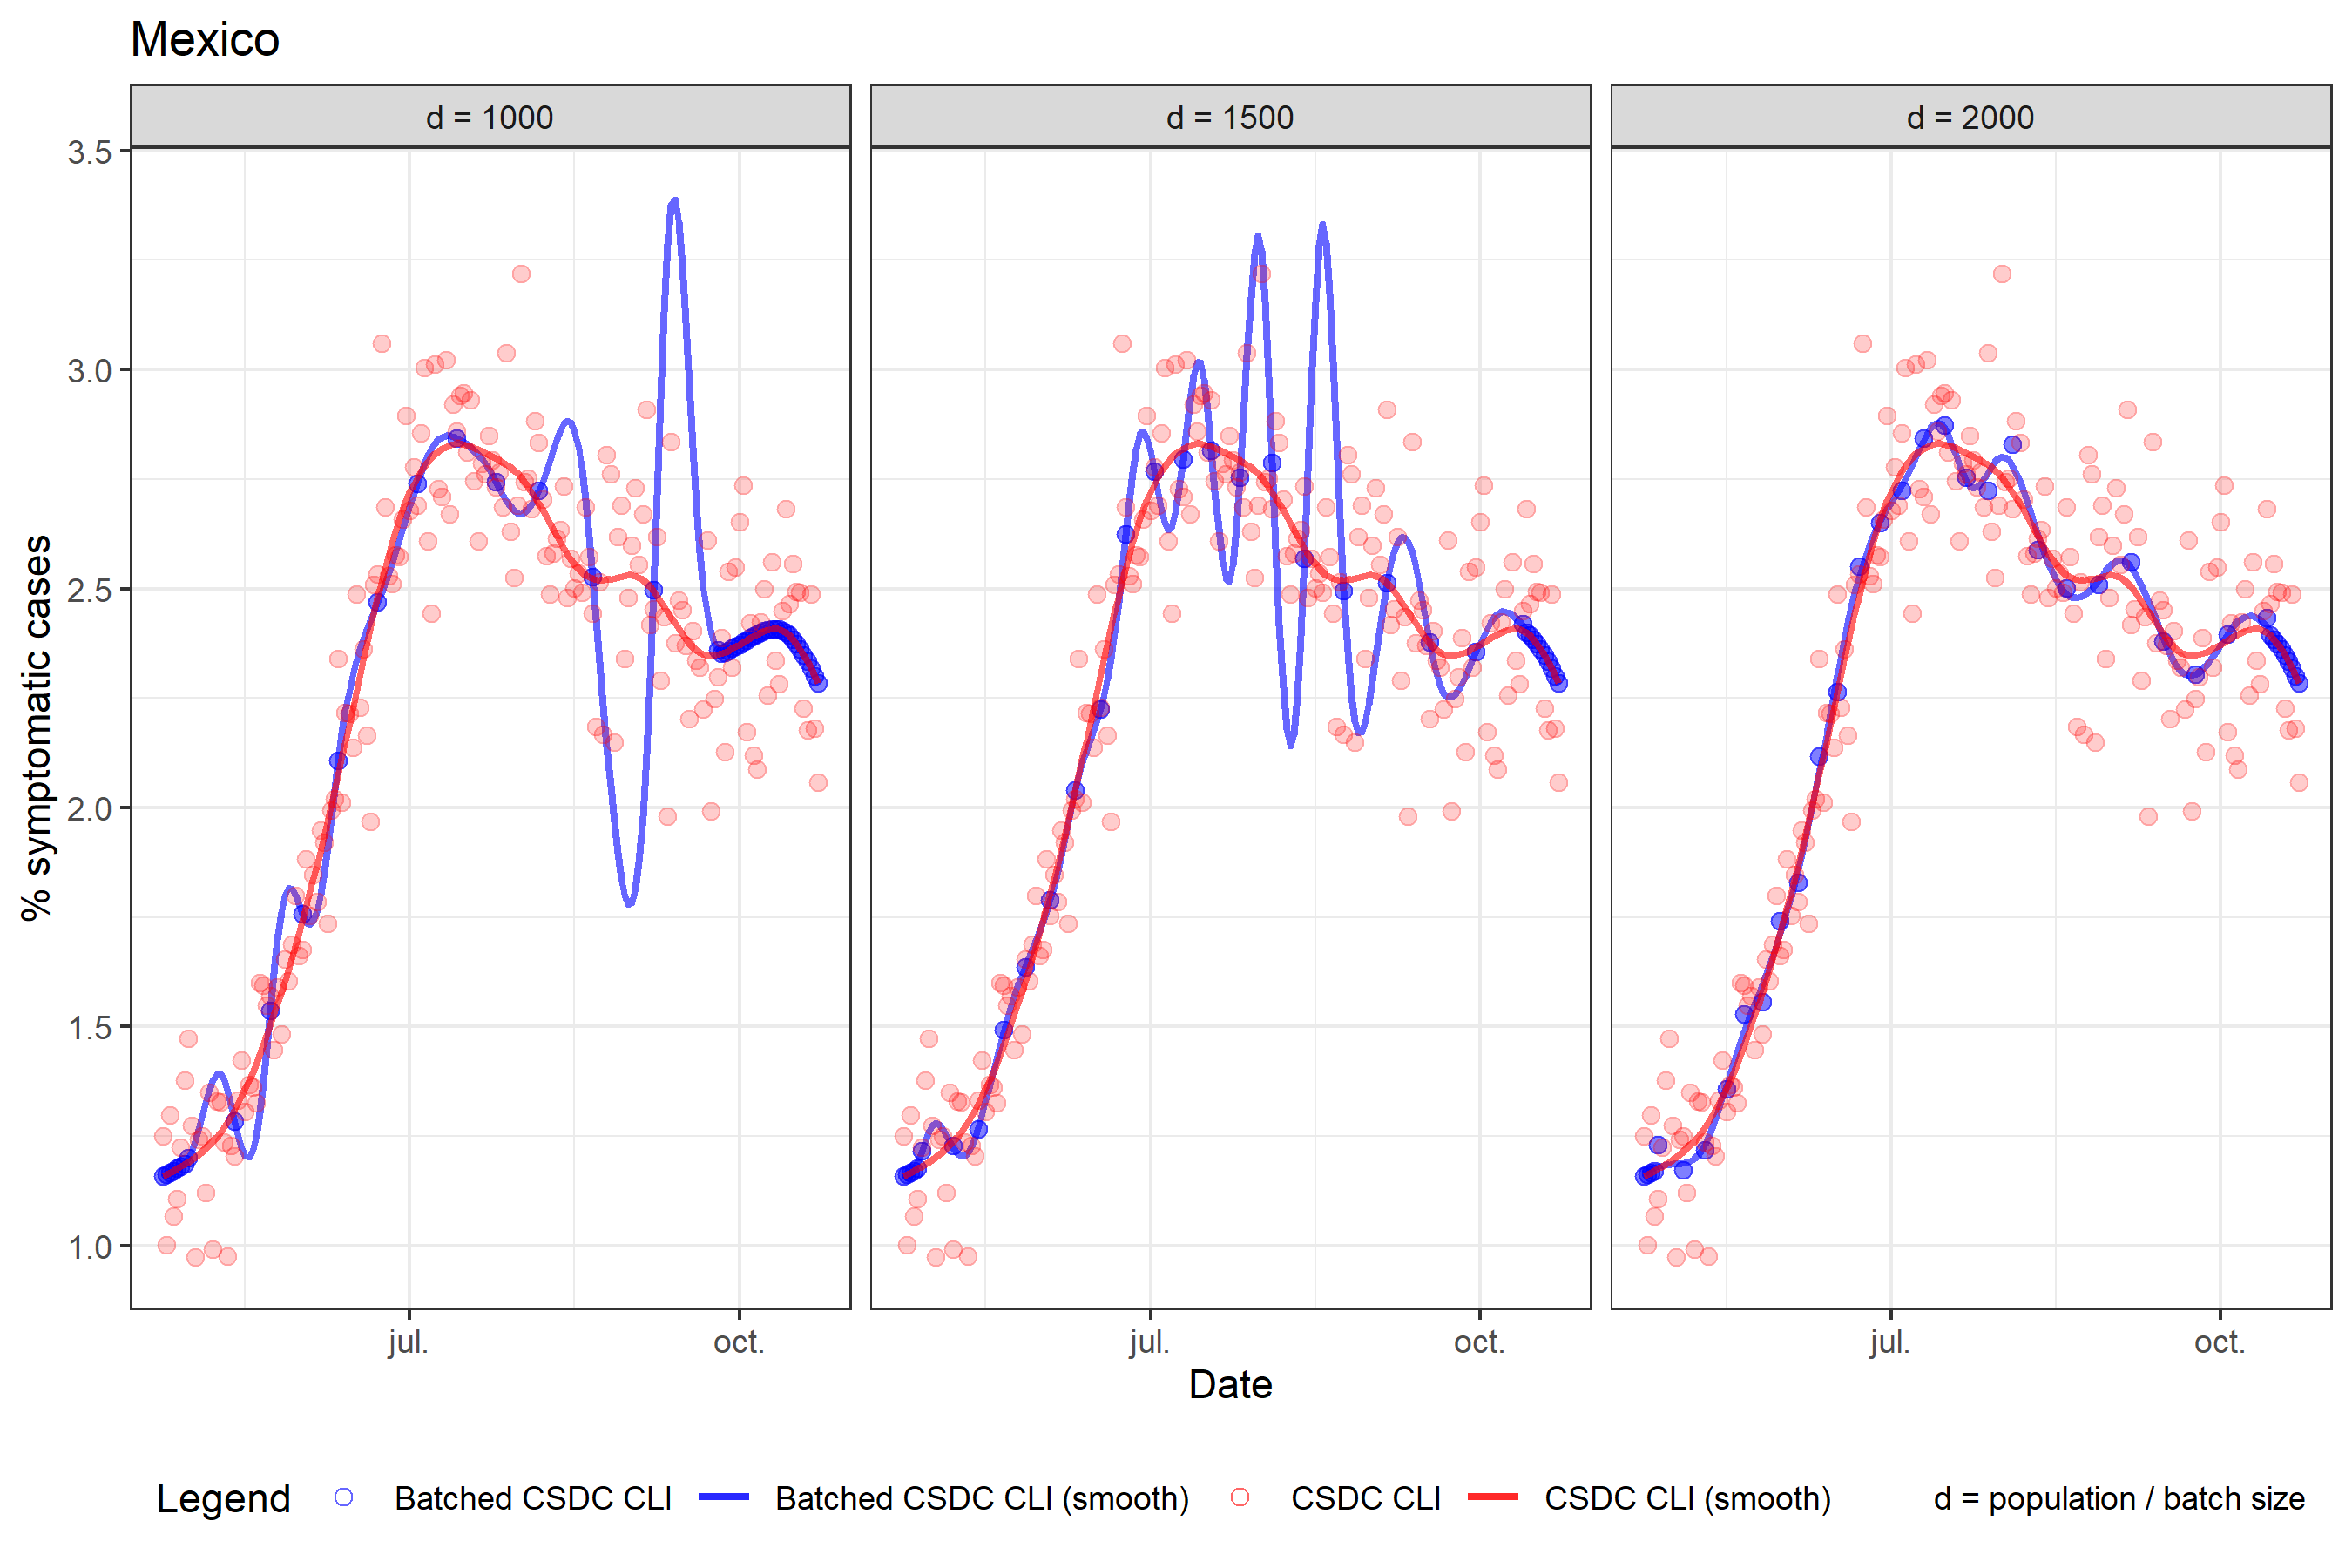 Mexico
d = 1000
d = 1500
d = 2000
3.5
3.0
2.5
2.0
1.5
1.0
% symptomatic cases
jul.
oct.
jul.
oct.
jul.
oct.
Date
Legend
Batched CSDC CLI
Batched CSDC CLI (smooth)
CSDC CLI
CSDC CLI (smooth)
d = population / batch size